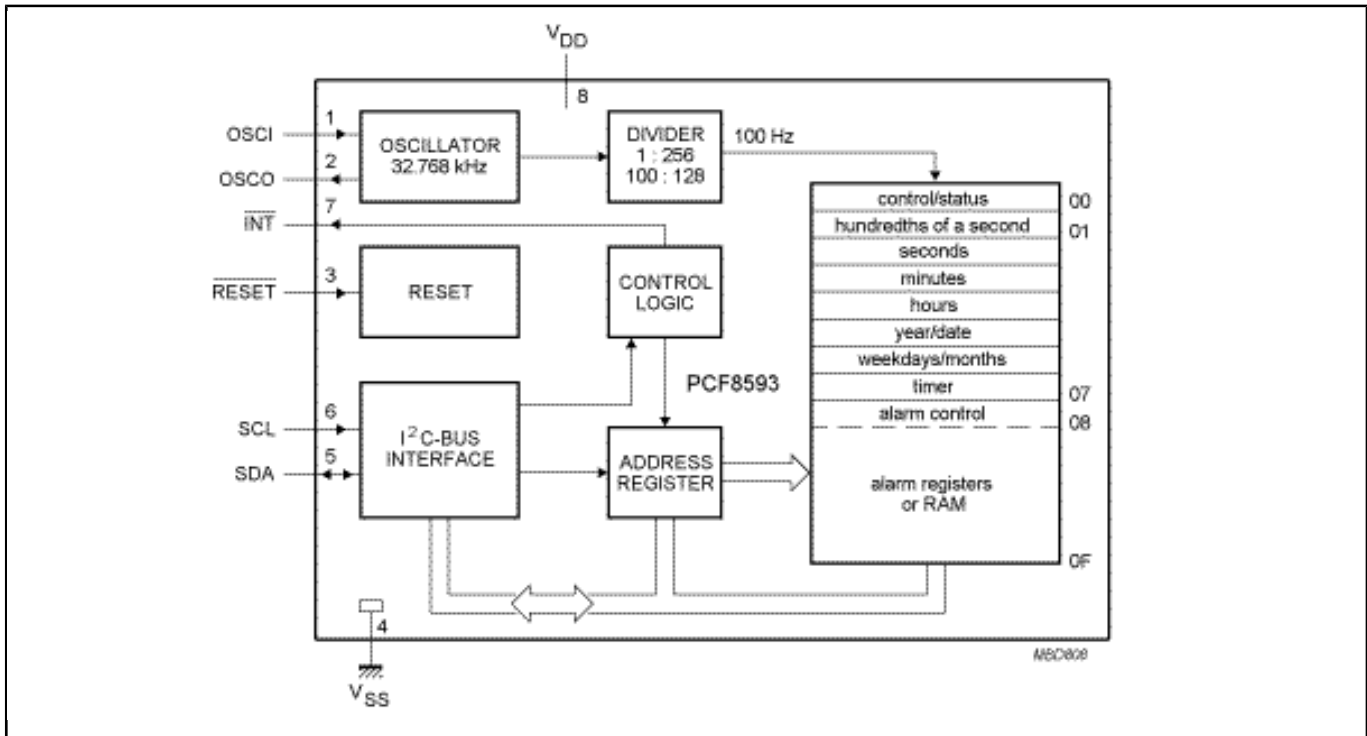 V_DD
8
OSCI
1
OSCILLATOR
32.768 kHz
DIVIDER
1 : 256
100 : 128
100 Hz
OSCO
2
INT
7
RESET
3
RESET
CONTROL
LOGIC
PCF8593
SCL
6
SDA
5
I²C-BUS
INTERFACE
ADDRESS
REGISTER
control/status
00
hundredths of a second
01
seconds
minutes
hours
year/date
weekdays/months
timer
07
alarm control
08
alarm registers
or RAM
0F
4
V_SS
MBD808